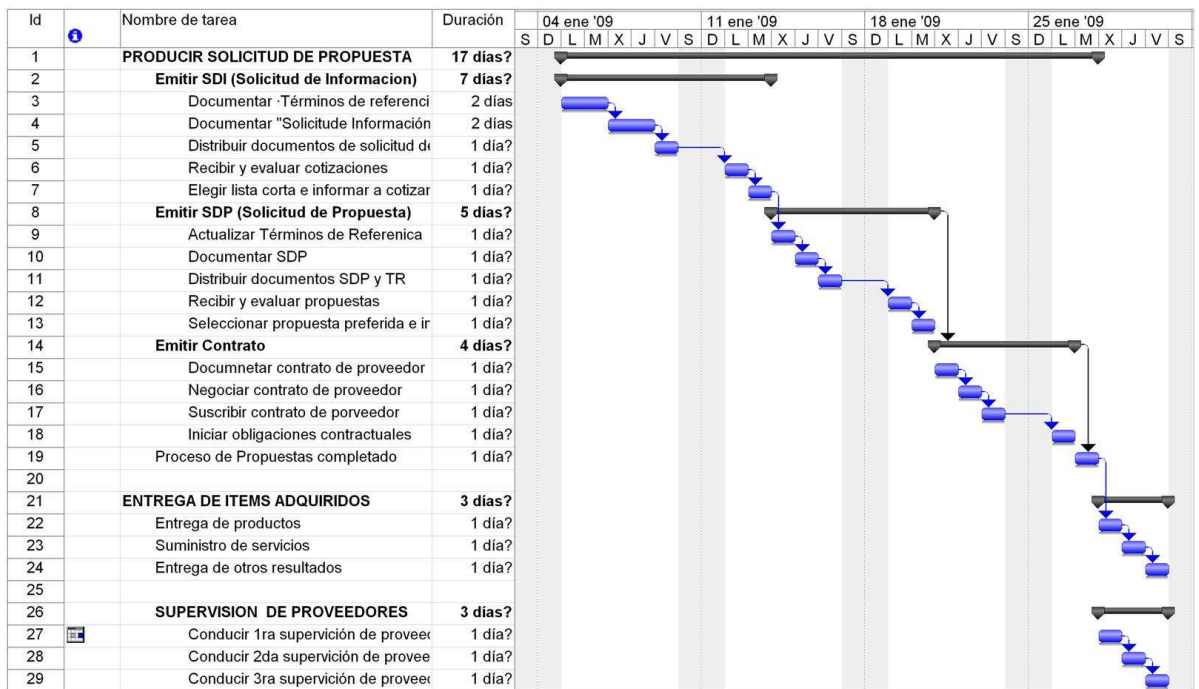 Id Nombre de tarea Duración 04 ene '09 11 ene '09 18 ene '09 25 ene '09
S D L M X J V S D L M X J V S D L M X J V S D L M X J V S
1 PRODUCIR SOLICITUD DE PROPUESTA 17 días?
2 Emitir SDI (Solicitud de Informacion) 7 días?
3 Documentar ·Términos de referenci 2 días
4 Documentar "Solicitude Información 2 días
5 Distribuir documentos de solicitud de 1 día?
6 Recibir y evaluar cotizaciones 1 día?
7 Elegir lista corta e informar a cotizar 1 día?
8 Emitir SDP (Solicitud de Propuesta) 5 días?
9 Actualizar Términos de Referenica 1 día?
10 Documentar SDP 1 día?
11 Distribuir documentos SDP y TR 1 día?
12 Recibir y evaluar propuestas 1 día?
13 Seleccionar propuesta preferida e ir 1 día?
14 Emitir Contrato 4 días?
15 Documnetar contrato de proveedor 1 día?
16 Negociar contrato de proveedor 1 día?
17 Suscribir contrato de porveedor 1 día?
18 Iniciar obligaciones contractuales 1 día?
19 Proceso de Propuestas completado 1 día?
20
21 ENTREGA DE ITEMS ADQUIRIDOS 3 días?
22 Entrega de productos 1 día?
23 Suministro de servicios 1 día?
24 Entrega de otros resultados 1 día?
25
26 SUPERVISION DE PROVEEDORES 3 días?
27 Conducir 1ra supervición de proveed 1 día?
28 Conducir 2da supervición de provee 1 día?
29 Conducir 3ra supervición de proveed 1 día?